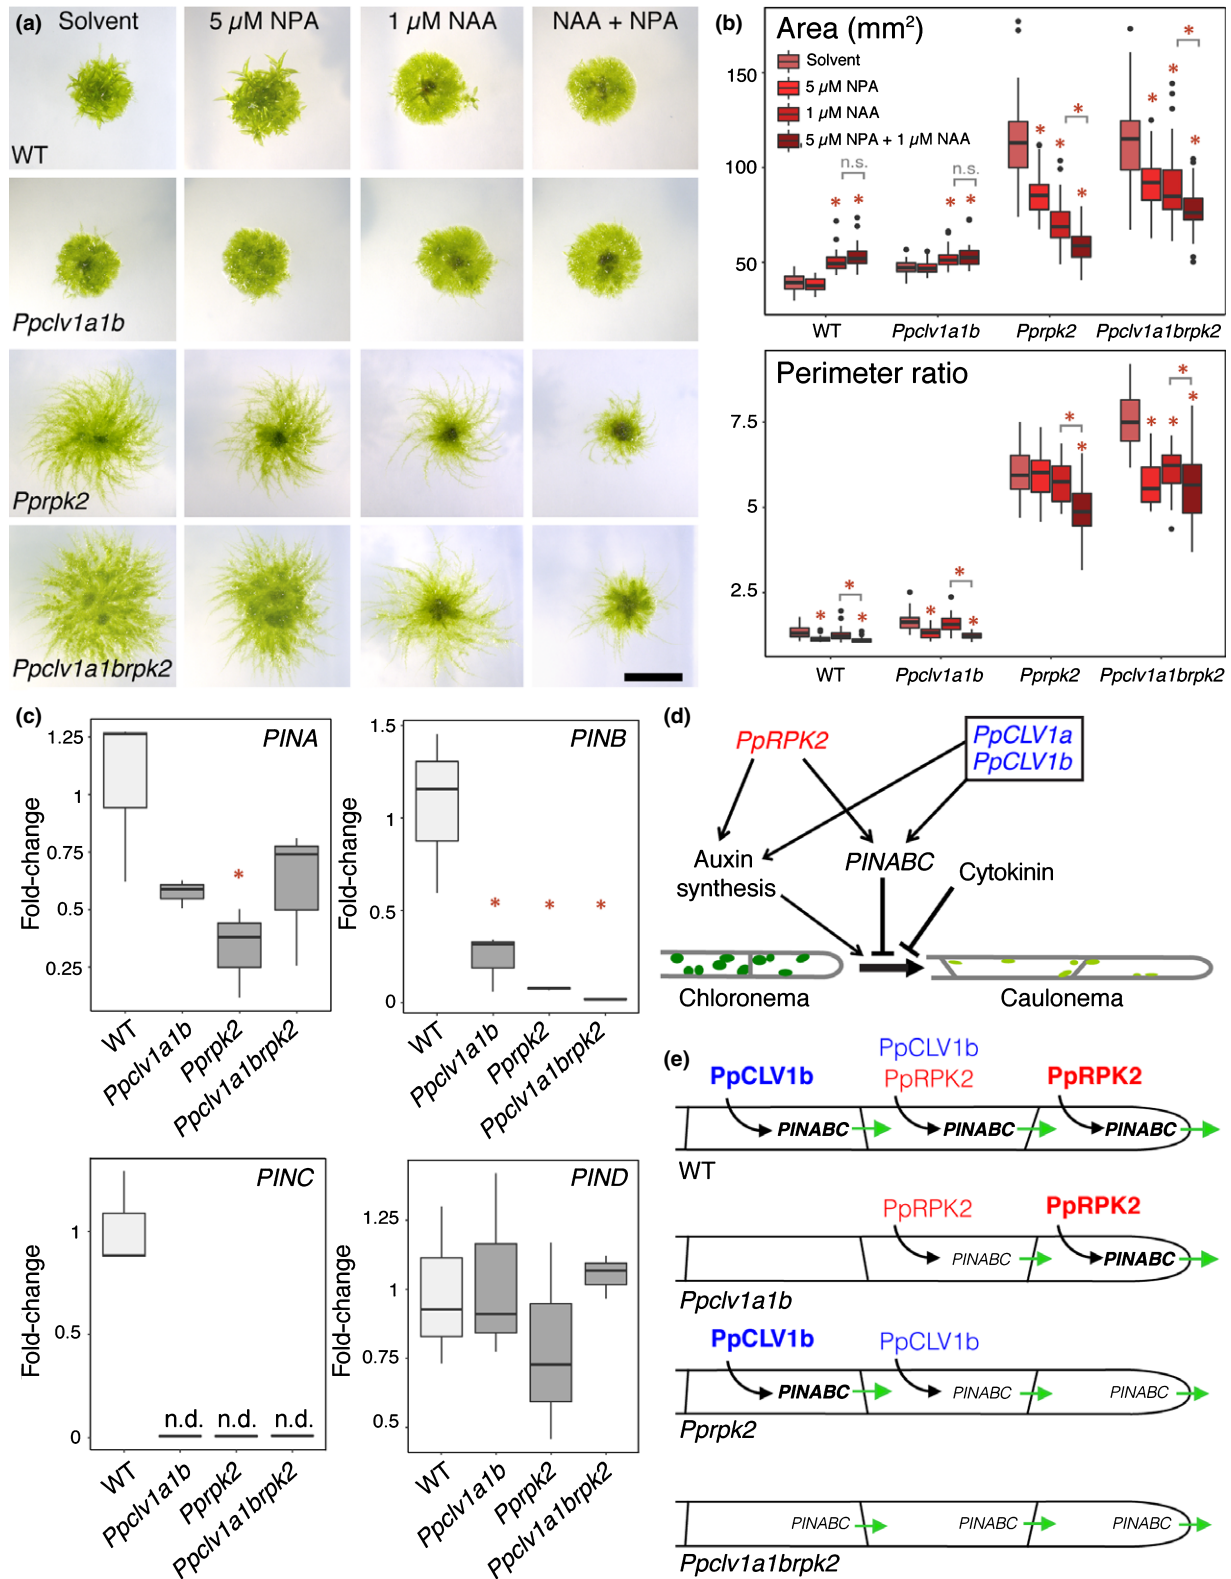 (a) Solvent 5 µM NPA 1 µM NAA NAA + NPA
WT
Ppclv1a1b
Pprpk2
Ppclv1a1brpk2
(b)
Area (mm²)
Solvent
5 µM NPA
1 µM NAA
5 µM NPA + 1 µM NAA
150
100
50
n.s.
n.s.
*
*
*
*
*
*
*
*
*
*
*
*
WT Ppclv1a1b Pprpk2 Ppclv1a1brpk2
Perimeter ratio
7.5
5
2.5
*
*
*
*
*
*
*
*
*
*
*
*
WT Ppclv1a1b Pprpk2 Ppclv1a1brpk2
(c)
PINA
Fold-change
1.25
1
0.75
0.5
0.25
*
WT Ppclv1a1b Pprpk2 Ppclv1a1brpk2
PINB
Fold-change
1.5
1
0.5
0
* * *
WT Ppclv1a1b Pprpk2 Ppclv1a1brpk2
PINC
Fold-change
1
0.5
0
n.d. n.d. n.d.
WT Ppclv1a1b Pprpk2 Ppclv1a1brpk2
PIND
Fold-change
1.25
1
0.75
0.5
WT Ppclv1a1b Pprpk2 Ppclv1a1brpk2
(d)
PpRPK2
PpCLV1a
PpCLV1b
Auxin
synthesis
PINABC
Cytokinin
Chloronema Caulonema
(e)
PpCLV1b
PpCLV1b
PpRPK2
PpRPK2
PINABC PINABC PINABC
WT
PpRPK2 PpRPK2
PINABC PINABC
Ppclv1a1b
PpCLV1b PpCLV1b
PINABC PINABC PINABC
Pprpk2
PINABC PINABC PINABC
Ppclv1a1brpk2